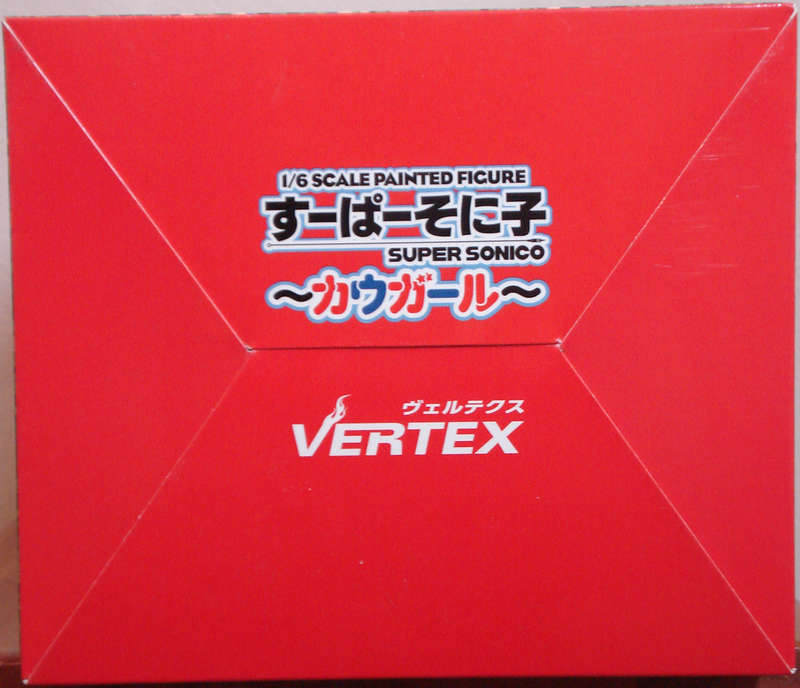 1/6 SCALE PAINTED FIGURE
すーぱーそに子
SUPER SONICO
〜カウガール〜
ヴェルテクス
VERTEX